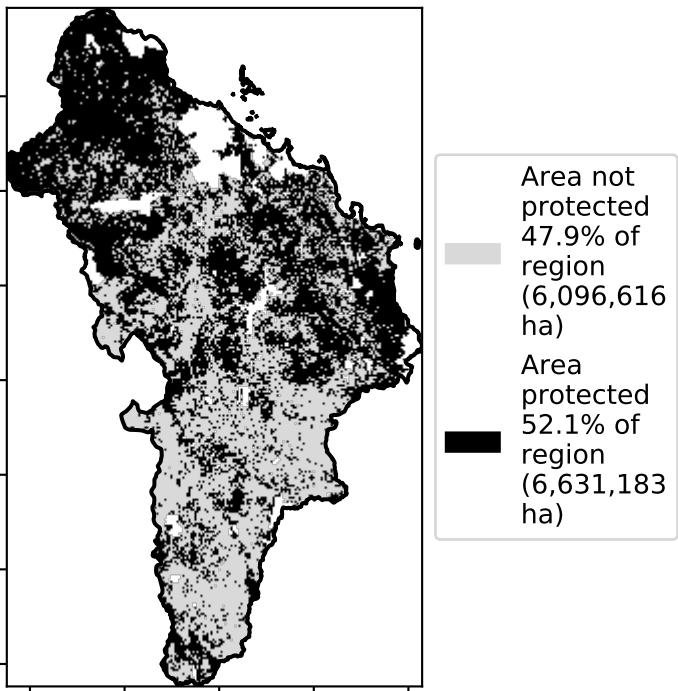 Area not
protected
47.9% of
region
(6,096,616
ha)
Area
protected
52.1% of
region
(6,631,183
ha)